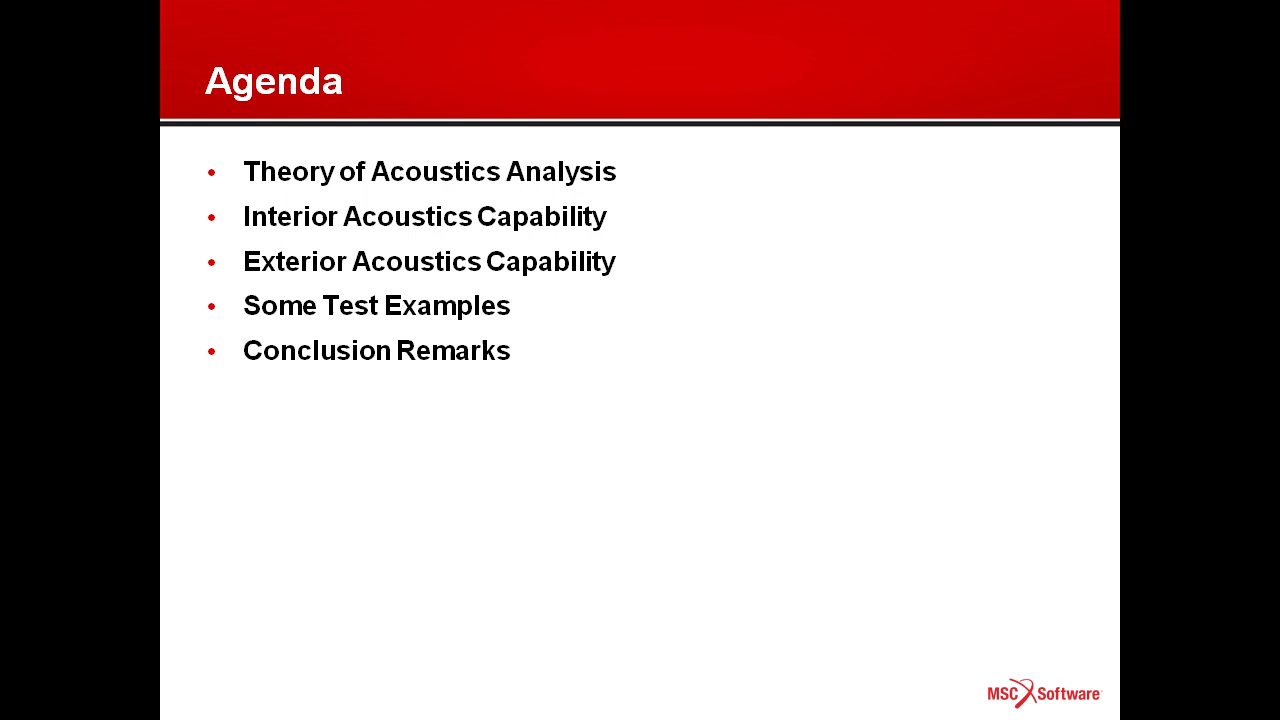 Agenda
• Theory of Acoustics Analysis
• Interior Acoustics Capability
• Exterior Acoustics Capability
• Some Test Examples
• Conclusion Remarks
MSC Software